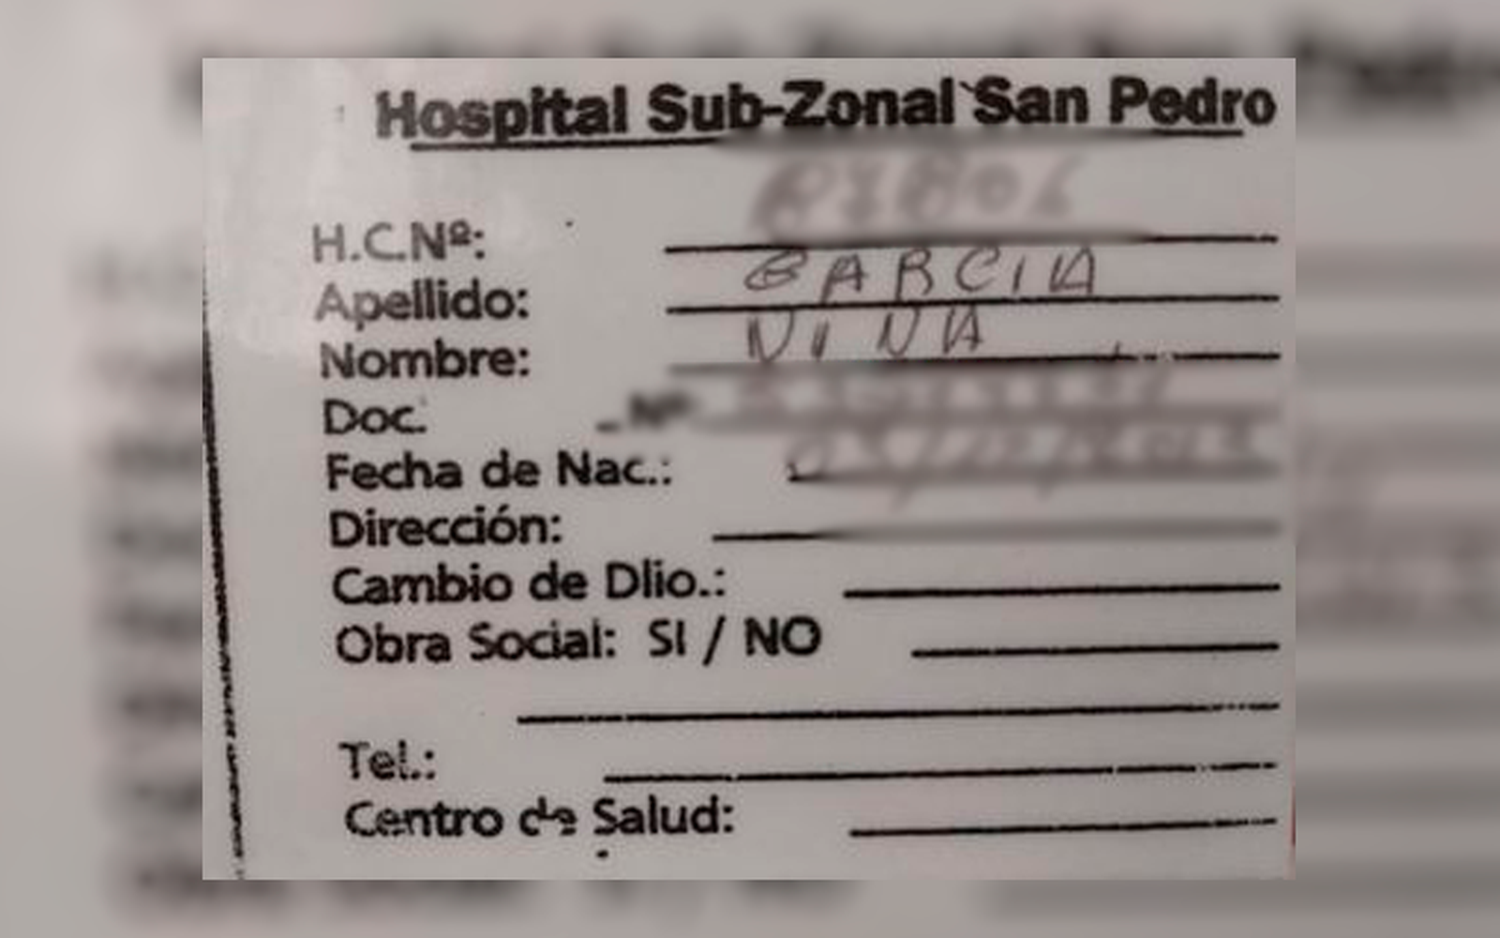 Hospital Sub-Zonal San Pedro
H.C.Nº:
Apellido: GARCIA
Nombre: NINA
Doc. Nº
Fecha de Nac.:
Dirección:
Cambio de Dlio.:
Obra Social: SI / NO
Tel.:
Centro de Salud: